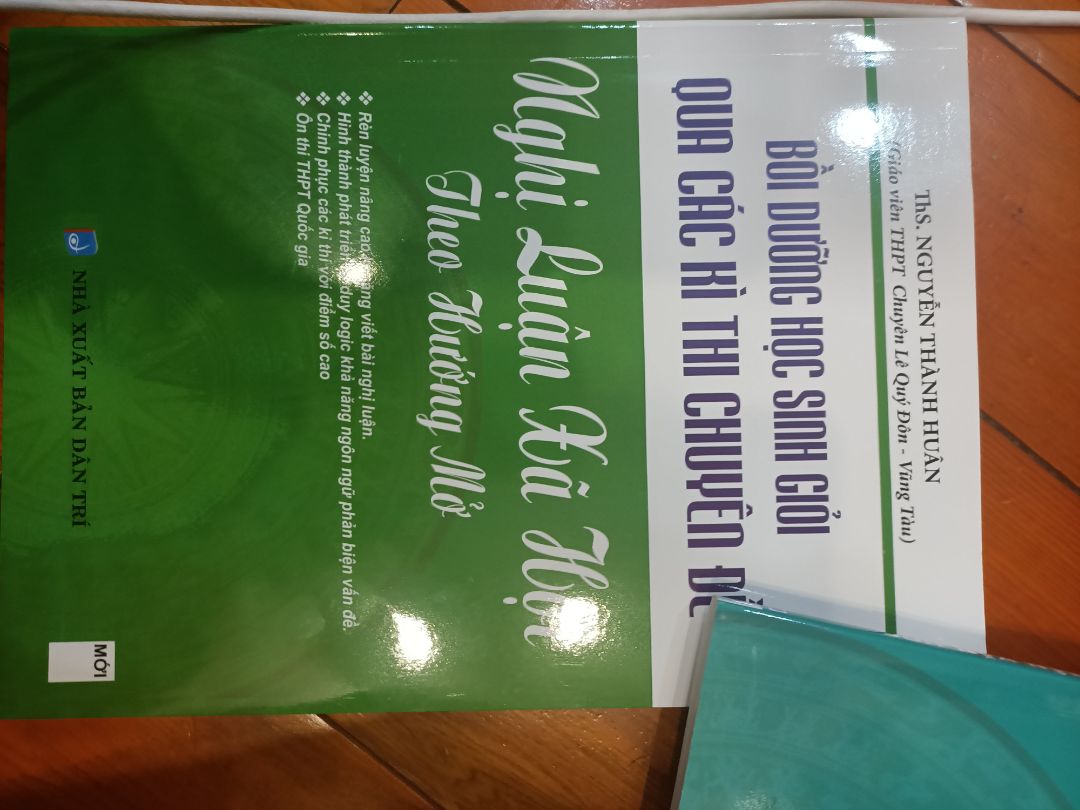 ThS. NGUYỄN THÀNH HUÂN
(Giáo viên THPT Chuyên Lê Quý Đôn - Vũng Tàu)
BỒI DƯỠNG HỌC SINH GIỎI
QUA CÁC KÌ THI CHUYÊN ĐỀ
Nghị Luận Xã Hội
Theo Hướng Mở
❖ Rèn luyện nâng cao viết bài nghị luận.
❖ Hình thành phát triển duy logic khả năng ngôn ngữ phản biện vấn đề.
❖ Chinh phục các kì thi với điểm số cao
❖ Ôn thi THPT Quốc gia
NHÀ XUẤT BẢN DÂN TRÍ
MỚI